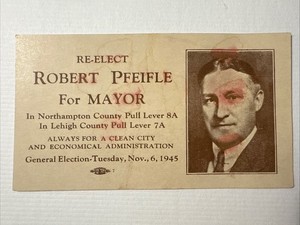 RE-ELECT
ROBERT PFEIFLE
For MAYOR
In Northampton County Pull Lever 8A
In Lehigh County Pull Lever 7A
ALWAYS FOR A CLEAN CITY
AND ECONOMICAL ADMINISTRATION
General Election-Tuesday, Nov., 6, 1945
7